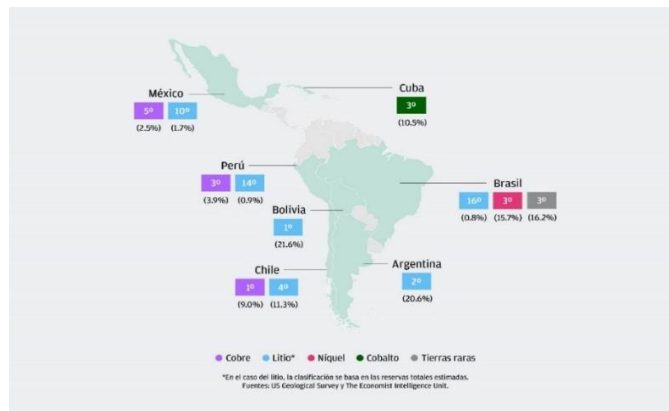 México
5º 10º
(2.5%) (1.7%)
Cuba
3º
(10.5%)
Perú
3º 14º
(3.9%) (0.9%)
Brasil
16º 3º 3º
(0.8%) (15.7%) (16.2%)
Bolivia
1º
(21.6%)
Chile
1º 4º
(9.0%) (11.3%)
Argentina
2º
(20.6%)
Cobre Litio* Níquel Cobalto Tierras raras
*En el caso del litio, la clasificación se basa en las reservas totales estimadas.
Fuentes: US Geological Survey y The Economist Intelligence Unit.